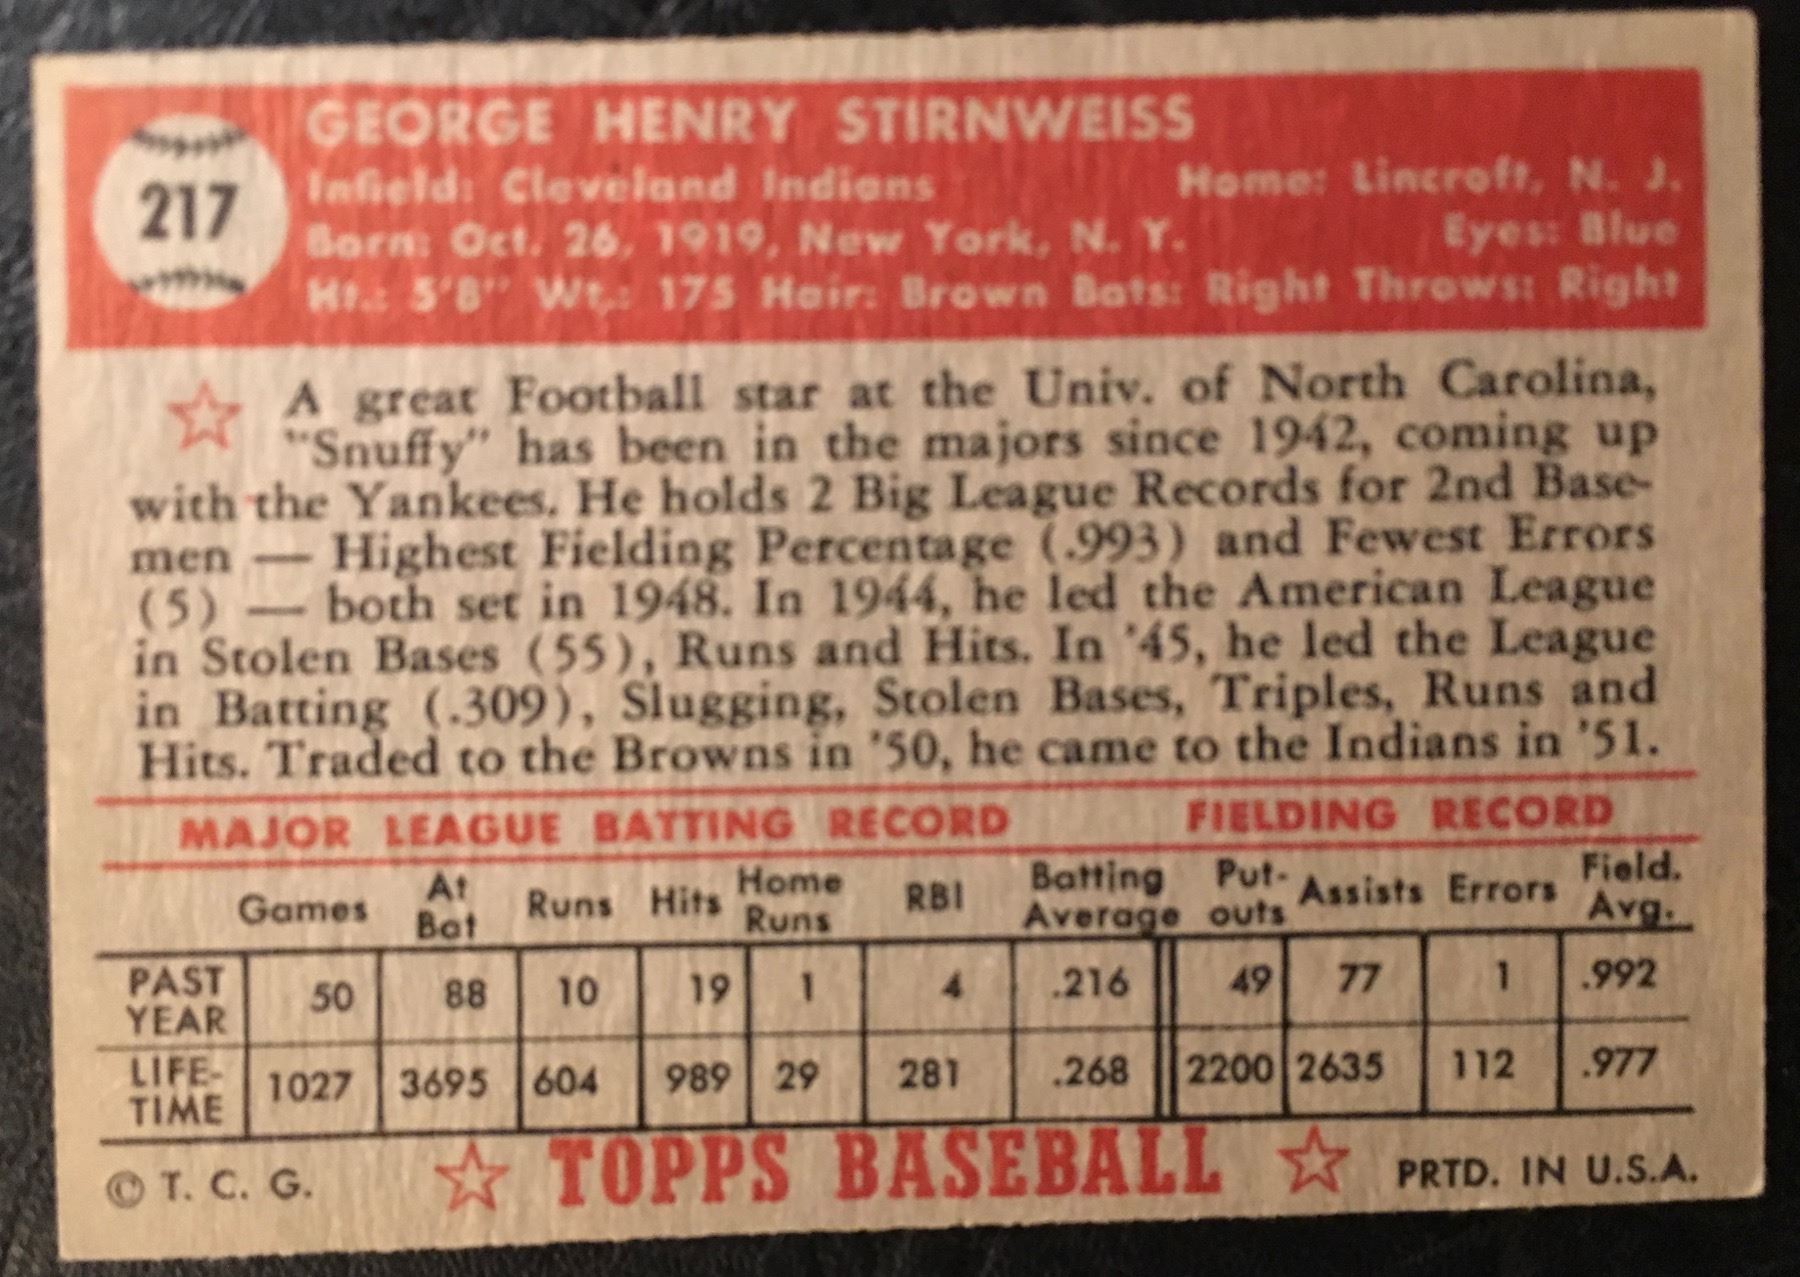 217
GEORGE HENRY STIRNWEISS
Infield: Cleveland Indians Home: Lincroft, N. J.
Born: Oct. 26, 1919, New York, N. Y. Eyes: Blue
Ht.: 5'8" Wt.: 175 Hair: Brown Bats: Right Throws: Right
A great Football star at the Univ. of North Carolina,
"Snuffy" has been in the majors since 1942, coming up
with the Yankees. He holds 2 Big League Records for 2nd Base-
men — Highest Fielding Percentage (.993) and Fewest Errors
(5) — both set in 1948. In 1944, he led the American League
in Stolen Bases (55), Runs and Hits. In '45, he led the League
in Batting (.309), Slugging, Stolen Bases, Triples, Runs and
Hits. Traded to the Browns in '50, he came to the Indians in '51.
MAJOR LEAGUE BATTING RECORD FIELDING RECORD
Games At Bat Runs Hits Home Runs RBI Batting Average Put-outs Assists Errors Field. Avg.
PAST YEAR 50 88 10 19 1 4 .216 49 77 1 .992
LIFE-TIME 1027 3695 604 989 29 281 .268 2200 2635 112 .977
© T. C. G. TOPPS BASEBALL PRTD. IN U.S.A.